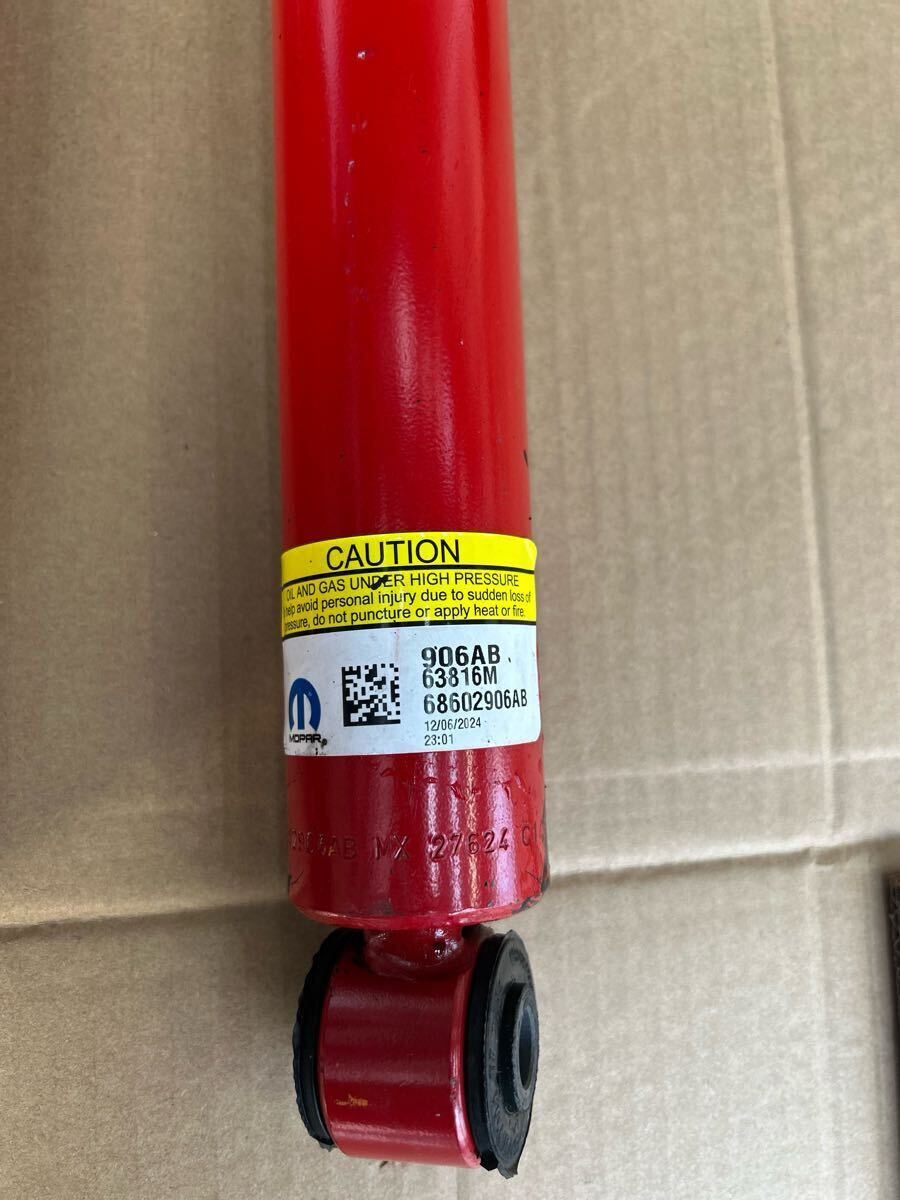 CAUTION
OIL AND GAS UNDER HIGH PRESSURE
help avoid personal injury due to sudden loss of
pressure, do not puncture or apply heat or fire.
906AB
63816M
68602906AB
12/06/2024
23:01
MOPAR
AB MX 27624